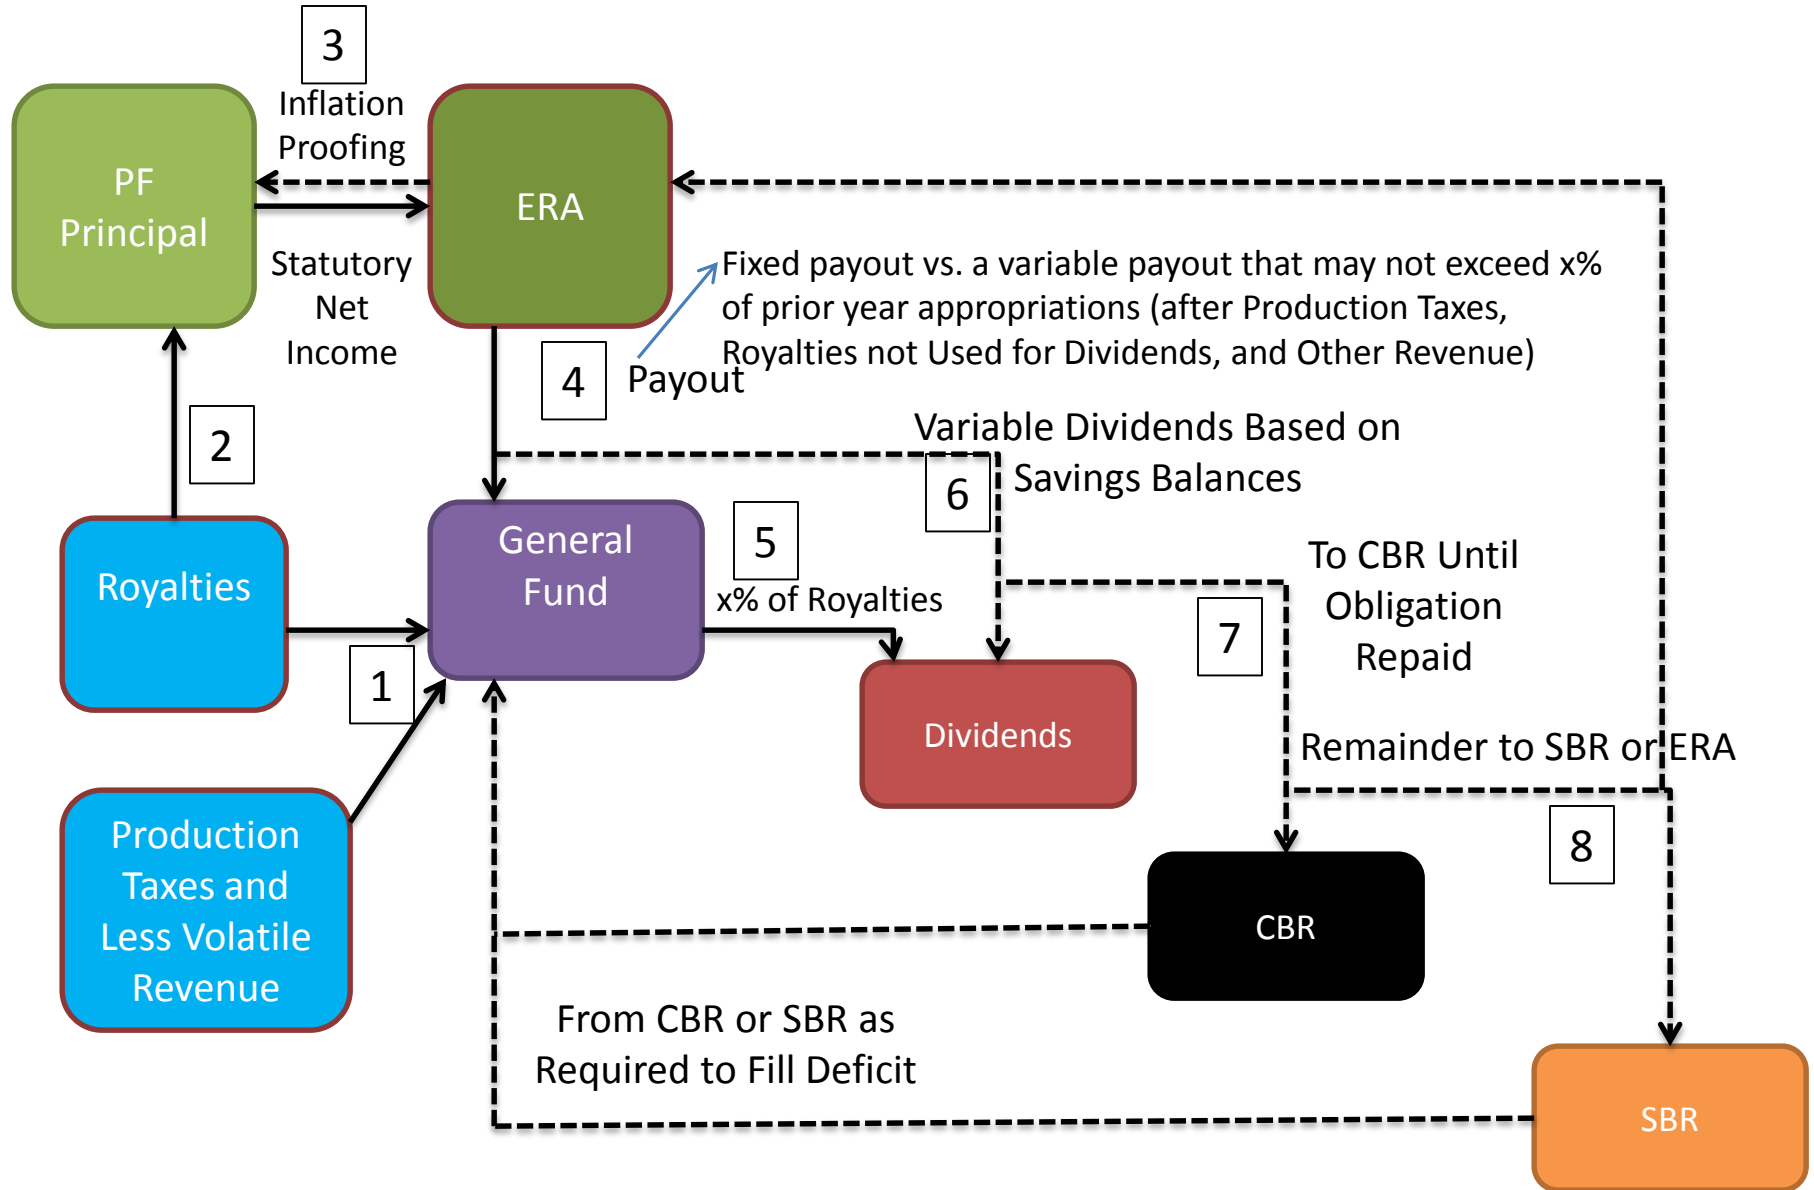 3
Inflation
Proofing
PF
Principal
ERA
Statutory
Net
Income
Fixed payout vs. a variable payout that may not exceed x%
of prior year appropriations (after Production Taxes,
Royalties not Used for Dividends, and Other Revenue)
4
Payout
2
Variable Dividends Based on
Savings Balances
6
General
Fund
5
x% of Royalties
Royalties
1
To CBR Until
Obligation
Repaid
7
Dividends
Remainder to SBR or ERA
8
Production
Taxes and
Less Volatile
Revenue
CBR
From CBR or SBR as
Required to Fill Deficit
SBR